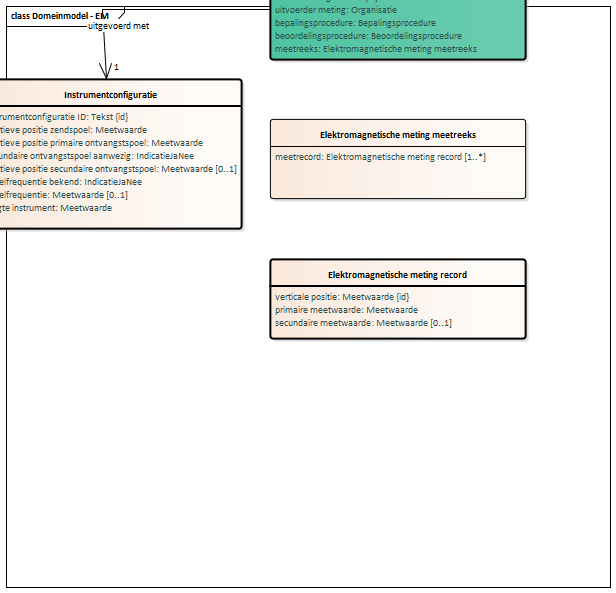 class Domeinmodel - EM
uitgevoerd met
1
uitvoerder meting: Organisatie
bepalingsprocedure: Bepalingsprocedure
beoordelingsprocedure: Beoordelingsprocedure
meetreeks: Elektromagnetische meting meetreeks
Instrumentconfiguratie
rumentconfiguratie ID: Tekst {id}
tieve positie zendspoel: Meetwaarde
tieve positie primaire ontvangstspoel: Meetwaarde
undaire ontvangstspoel aanwezig: IndicatieJaNee
tieve positie secundaire ontvangstspoel: Meetwaarde [0..1]
elfrequentie bekend: IndicatieJaNee
elfrequentie: Meetwaarde [0..1]
gte instrument: Meetwaarde
Elektromagnetische meting meetreeks
meetrecord: Elektromagnetische meting record [1..*]
Elektromagnetische meting record
verticale positie: Meetwaarde {id}
primaire meetwaarde: Meetwaarde
secundaire meetwaarde: Meetwaarde [0..1]